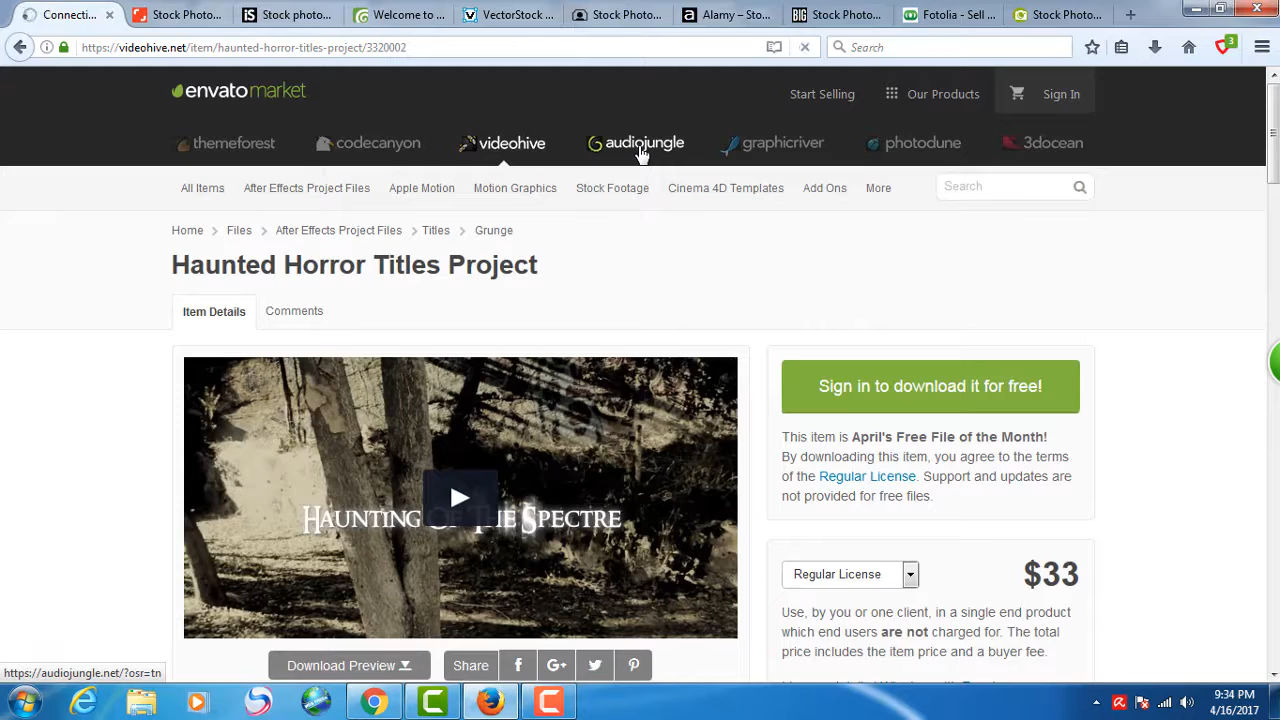 Connecti...
Stock Photo...
Stock photo...
Welcome to ...
VectorStock ...
Stock Photo...
Alamy – Sto...
Stock Photo...
Fotolia - Sell ...
Stock Photo...
https://videohive.net/item/haunted-horror-titles-project/3320002
Search
3
envatomarket
Start Selling
Our Products
Sign In
themeforest
codecanyon
videohive
audiojungle
graphicriver
photodune
3docean
All Items
After Effects Project Files
Apple Motion
Motion Graphics
Stock Footage
Cinema 4D Templates
Add Ons
More
Search
Home
Files
After Effects Project Files
Titles
Grunge
Haunted Horror Titles Project
Item Details
Comments
Haunting Of The Spectre
Sign in to download it for free!
This item is April's Free File of the Month!
By downloading this item, you agree to the terms
of the Regular License. Support and updates are
not provided for free files.
Regular License
$33
Use, by you or one client, in a single end product
which end users are not charged for. The total
price includes the item price and a buyer fee.
Download Preview
Share
https://audiojungle.net/?osr=tn
9:34 PM
4/16/2017